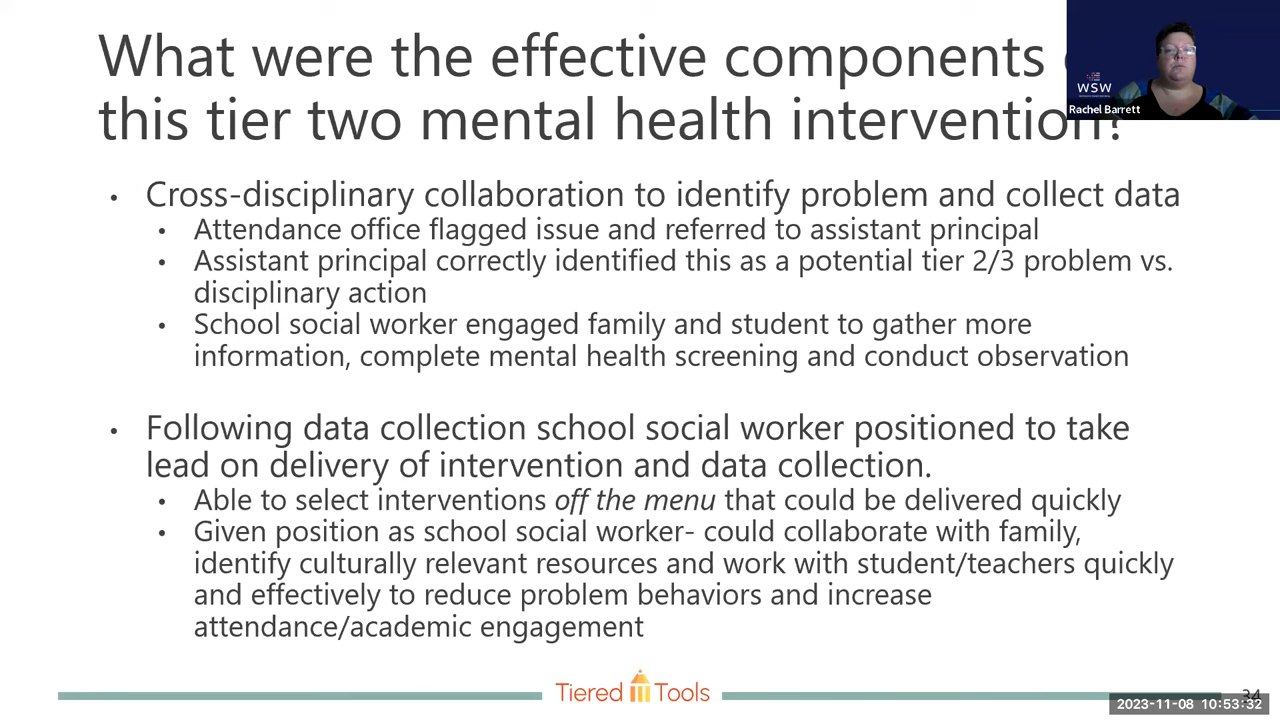 What were the effective components
this tier two mental health intervention?
WSW
Rachel Barrett
• Cross-disciplinary collaboration to identify problem and collect data
• Attendance office flagged issue and referred to assistant principal
• Assistant principal correctly identified this as a potential tier 2/3 problem vs.
disciplinary action
• School social worker engaged family and student to gather more
information, complete mental health screening and conduct observation
• Following data collection school social worker positioned to take
lead on delivery of intervention and data collection.
• Able to select interventions off the menu that could be delivered quickly
• Given position as school social worker- could collaborate with family,
identify culturally relevant resources and work with student/teachers quickly
and effectively to reduce problem behaviors and increase
attendance/academic engagement
Tiered Tools
34
2023-11-08 10:53:32